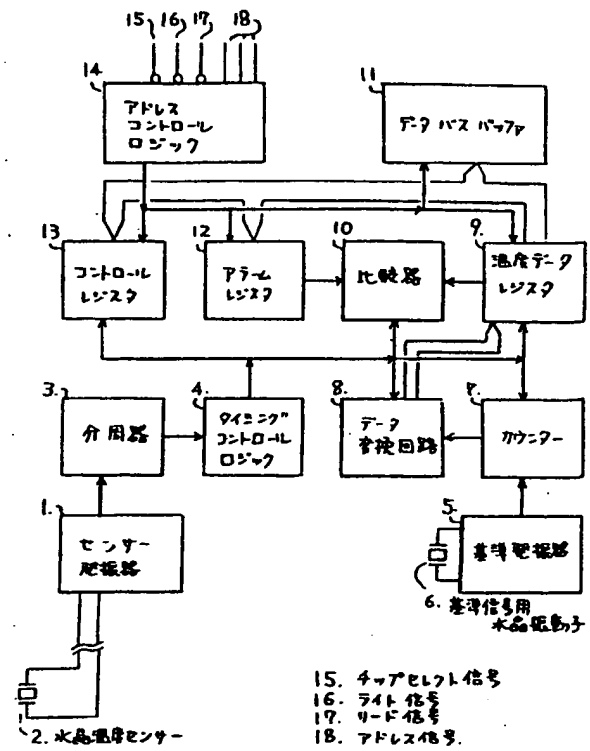 15. 16. 17. 18
14
アドレス
コントロール
ロジック
11
データ バス バッファ
13
コントロール
レジスタ
12
アラーム
レジスタ
10
比較器
9.
温度データ
レジスタ
3.
分周器
4.
タイミング
コントロール
ロジック
8.
データ
変換回路
7.
カウンター
1.
センサー
発振器
5.
基準発振器
6. 基準信号用
水晶振動子
2. 水晶温度センサー
15. チップセレクト信号
16. ライト信号
17. リード信号
18. アドレス信号.